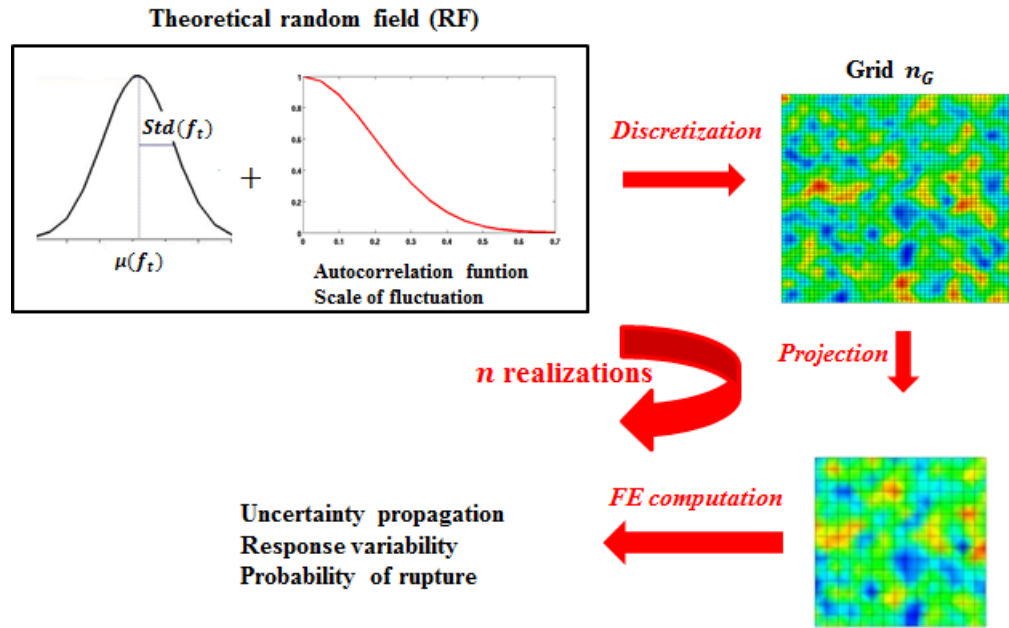 Theoretical random field (RF)
Std(f_t)
μ(f_t)
+
1
0.8
0.6
0.4
0.2
0
0
0.1
0.2
0.3
0.4
0.5
0.6
0.7
Autocorrelation funtion
Scale of fluctuation
Discretization
Grid n_G
Projection
n realizations
FE computation
Uncertainty propagation
Response variability
Probability of rupture